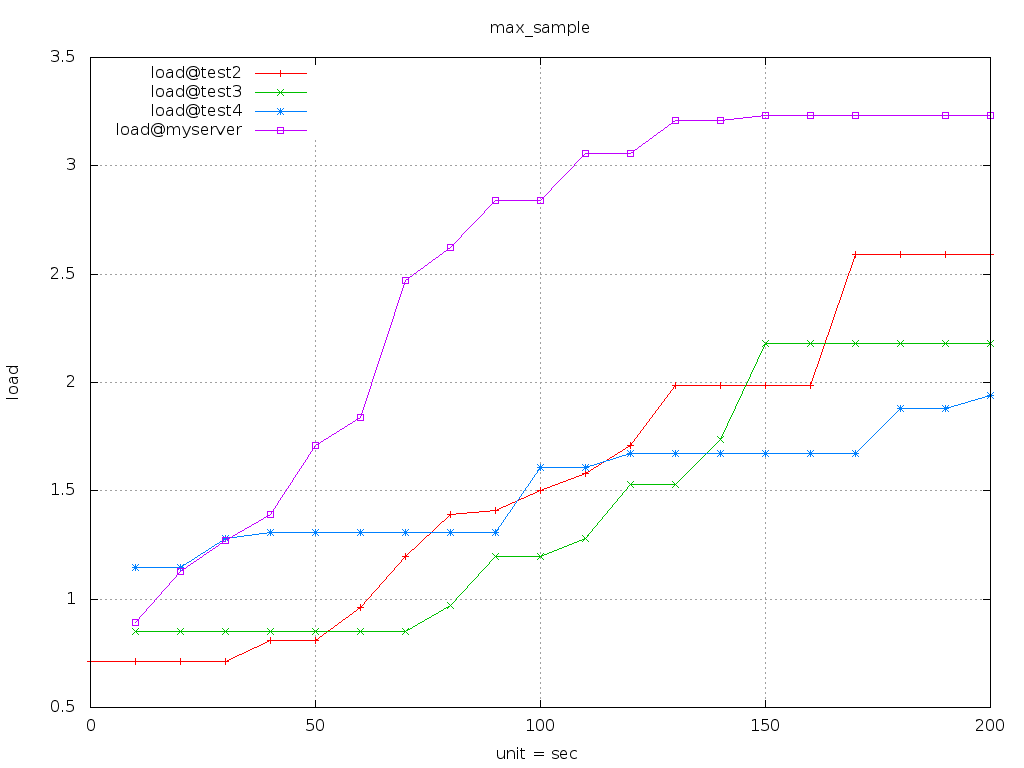 max_sample
3.5
3
2.5
2
1.5
1
0.5
load
load@test2
load@test3
load@test4
load@myserver
0 50 100 150 200
unit = sec